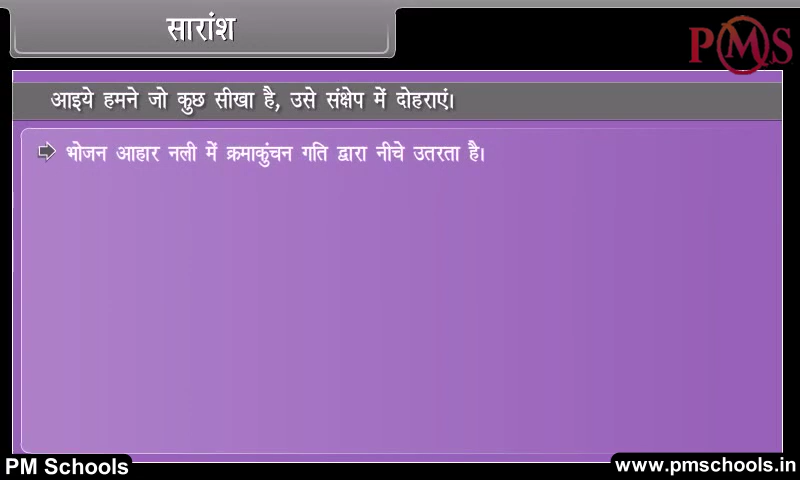 सारांश
PMS
आइये हमने जो कुछ सीखा है, उसे संक्षेप में दोहराएं।
भोजन आहार नली में क्रमाकुंचन गति द्वारा नीचे उतरता है।
PM Schools
www.pmschools.in